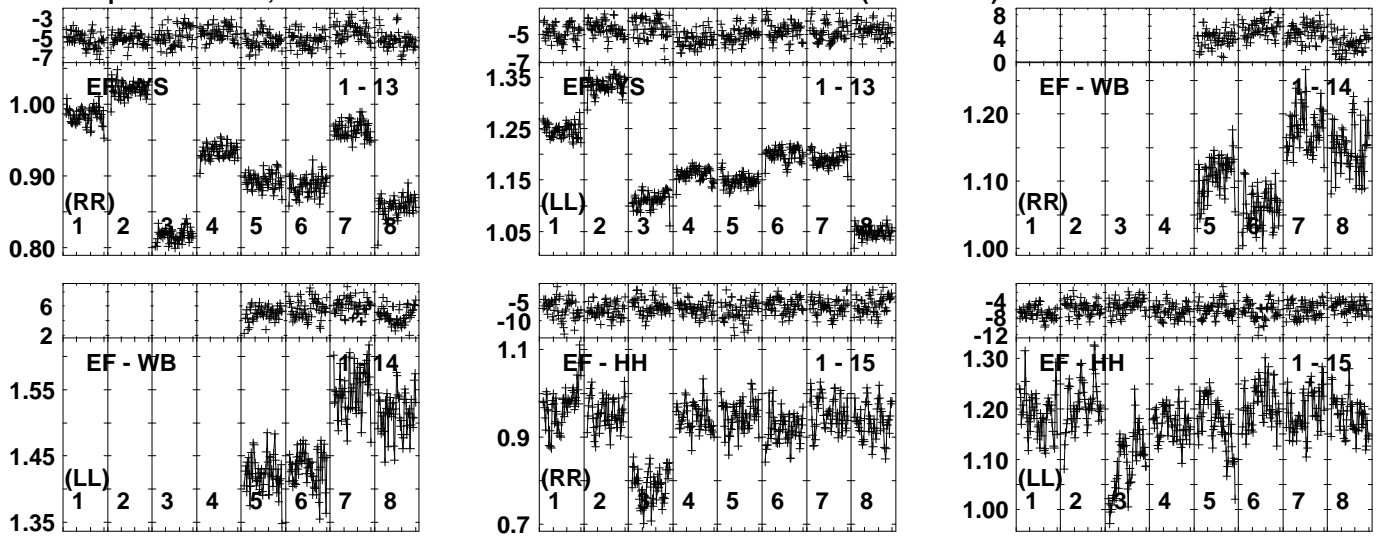 -3
-5
-7
EF - YS 1 - 13
1.00
0.90
(RR)
0.80
1 2 3 4 5 6 7 8
-5
-7
EF - YS 1 - 13
1.35
1.25
1.15
(LL)
1.05
1 2 3 4 5 6 7 8
8
4
0
EF - WB 1 - 14
1.20
1.10
(RR)
1.00
1 2 3 4 5 6 7 8
6
2
EF - WB 1 - 14
1.55
1.45
(LL)
1.35
1 2 3 4 5 6 7 8
-5
-10
1.1
EF - HH 1 - 15
0.9
(RR)
0.7
1 2 3 4 5 6 7 8
-4
-8
-12
EF - HH 1 - 15
1.30
1.20
1.10
(LL)
1.00
1 2 3 4 5 6 7 8